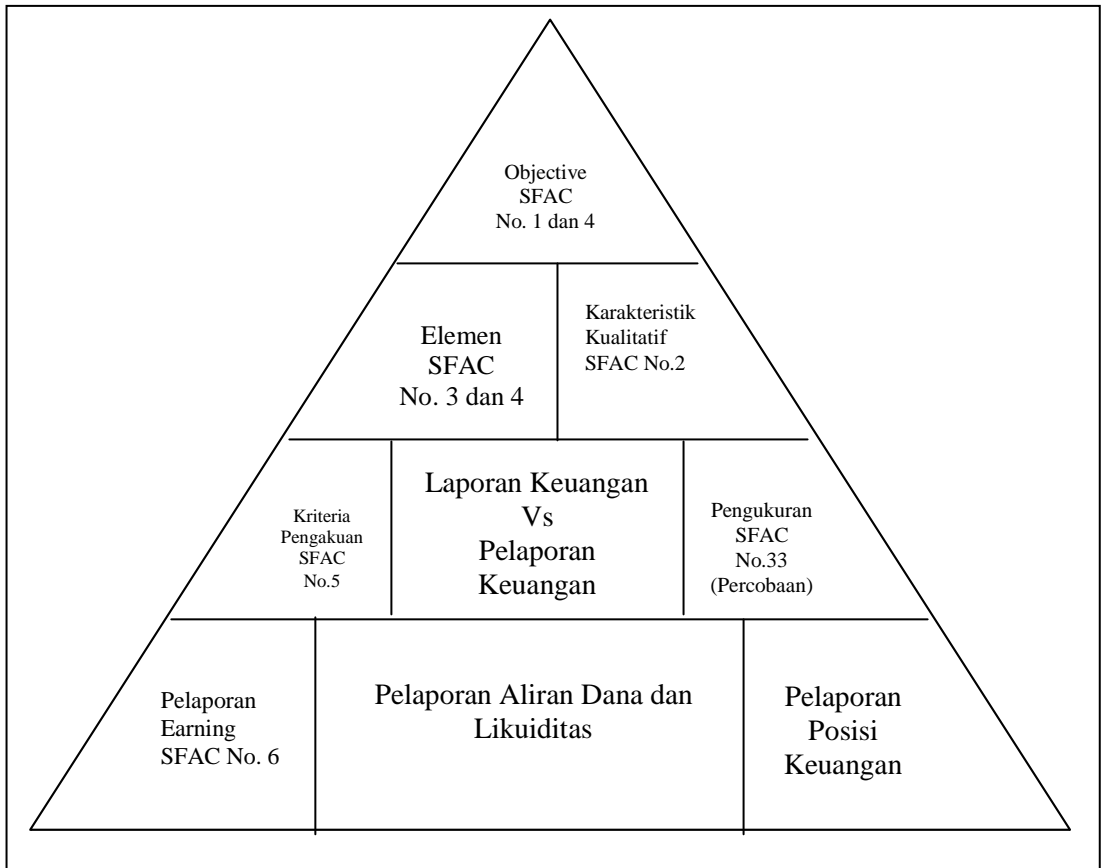 Objective
SFAC
No. 1 dan 4
Elemen
SFAC
No. 3 dan 4
Karakteristik
Kualitatif
SFAC No.2
Kriteria
Pengakuan
SFAC
No.5
Laporan Keuangan
Vs
Pelaporan
Keuangan
Pengukuran
SFAC
No.33
(Percobaan)
Pelaporan
Earning
SFAC No. 6
Pelaporan Aliran Dana dan
Likuiditas
Pelaporan
Posisi
Keuangan